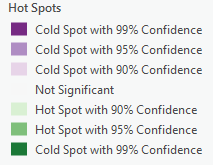 Hot Spots
Cold Spot with 99% Confidence
Cold Spot with 95% Confidence
Cold Spot with 90% Confidence
Not Significant
Hot Spot with 90% Confidence
Hot Spot with 95% Confidence
Cold Spot with 99% Confidence